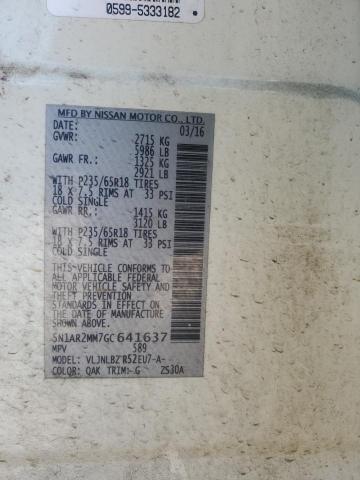 0599-5333182
MFD BY NISSAN MOTOR CO., LTD.
DATE: 03/16
GVWR: 2715 KG
5986 LB
GAWR FR: 1325 KG
2921 LB
WITH P235/65R18 TIRES
18 X 7.5 RIMS AT 33 PSI
COLD SINGLE
GAWR RR: 1415 KG
3120 LB
WITH P235/65R18 TIRES
18 X 7.5 RIMS AT 33 PSI
COLD SINGLE
THIS VEHICLE CONFORMS TO ALL
APPLICABLE FEDERAL MOTOR
VEHICLE SAFETY AND BUMPER
STANDARDS IN EFFECT ON THE
DATE OF MANUFACTURE
SHOWN ABOVE.
5N1AR2MM7GC641637
MPV 589
MODEL: VLJNLBZ R52EU7-A-
COLOR: QAK TRIM: G ZS30A